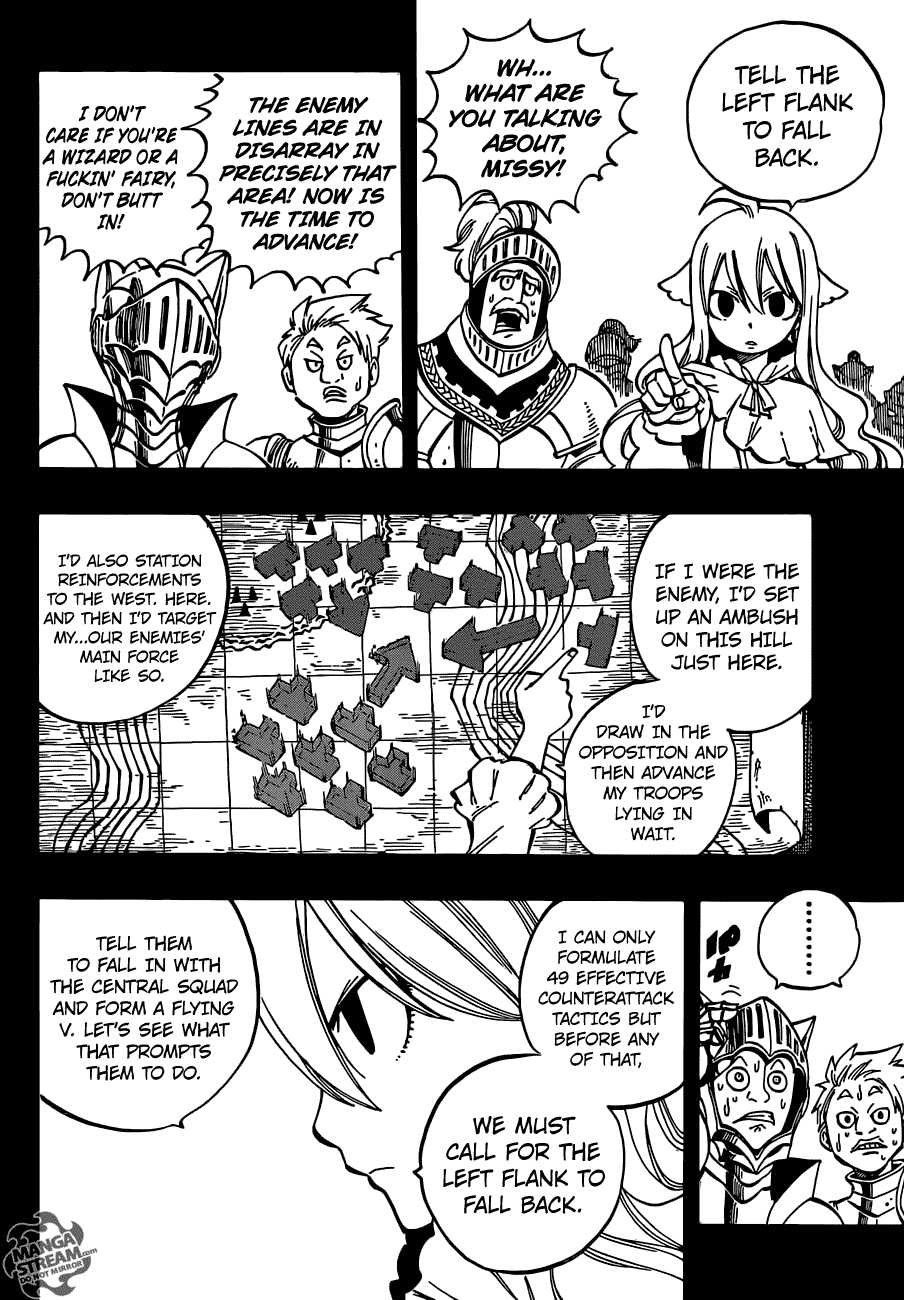 TELL THE
LEFT FLANK
TO FALL
BACK.
WH...
WHAT ARE
YOU TALKING
ABOUT,
MISSY!
THE ENEMY
LINES ARE IN
DISARRAY IN
PRECISELY THAT
AREA! NOW IS
THE TIME TO
ADVANCE!
I DON'T
CARE IF YOU'RE
A WIZARD OR A
FUCKIN' FAIRY,
DON'T BUTT
IN!
IF I WERE THE
ENEMY, I'D SET
UP AN AMBUSH
ON THIS HILL
JUST HERE.
I'D
DRAW IN THE
OPPOSITION AND
THEN ADVANCE
MY TROOPS
LYING IN
WAIT.
I'D ALSO STATION
REINFORCEMENTS
TO THE WEST. HERE.
AND THEN I'D TARGET
MY...OUR ENEMIES'
MAIN FORCE
LIKE SO.
........
I CAN ONLY
FORMULATE
49 EFFECTIVE
COUNTERATTACK
TACTICS BUT
BEFORE ANY
OF THAT,
WE MUST
CALL FOR THE
LEFT FLANK TO
FALL BACK.
TELL THEM
TO FALL IN WITH
THE CENTRAL SQUAD
AND FORM A FLYING
V. LET'S SEE WHAT
THAT PROMPTS
THEM TO DO.
MANGA
STREAM.com
DO NOT MIRROR!